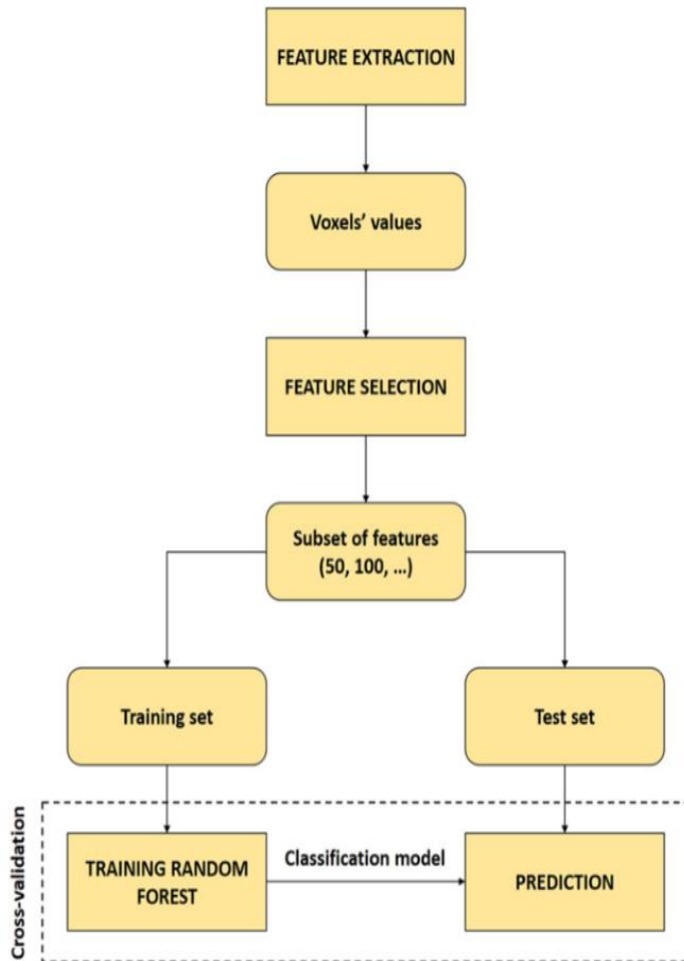 FEATURE EXTRACTION
Voxels’ values
FEATURE SELECTION
Subset of features
(50, 100, ...)
Training set
Test set
Cross-validation
TRAINING RANDOM
FOREST
Classification model
PREDICTION